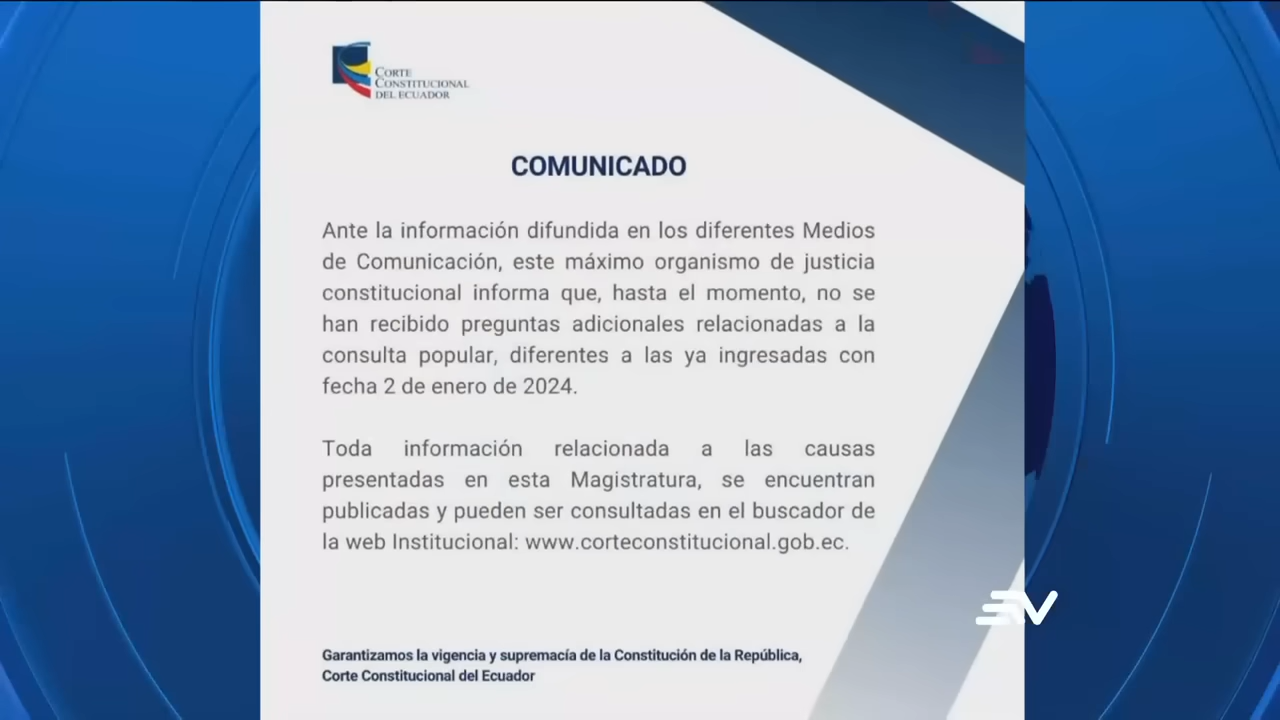 CORTE
CONSTITUCIONAL
DEL ECUADOR
COMUNICADO
Ante la información difundida en los diferentes Medios
de Comunicación, este máximo organismo de justicia
constitucional informa que, hasta el momento, no se
han recibido preguntas adicionales relacionadas a la
consulta popular, diferentes a las ya ingresadas con
fecha 2 de enero de 2024.
Toda información relacionada a las causas
presentadas en esta Magistratura, se encuentran
publicadas y pueden ser consultadas en el buscador de
la web Institucional: www.corteconstitucional.gob.ec.
Garantizamos la vigencia y supremacía de la Constitución de la República,
Corte Constitucional del Ecuador